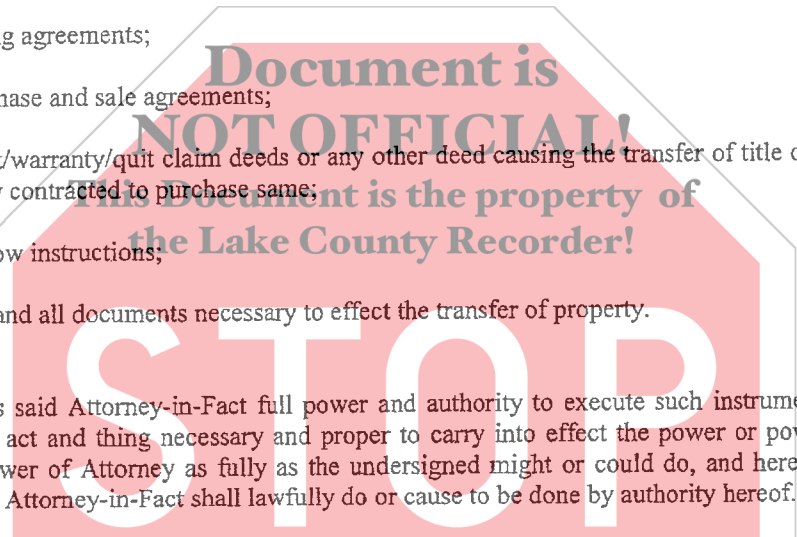 ng agreements;
Document is
hase and sale agreements;
NOT OFFICIAL!
t/warranty/quit claim deeds or any other deed causing the transfer of title
contracted to purchase same;
This Document is the property of
the Lake County Recorder!
ow instructions;
and all documents necessary to effect the transfer of property.
STOP
s said Attorney-in-Fact full power and authority to execute such instrume
act and thing necessary and proper to carry into effect the power or pov
wer of Attorney as fully as the undersigned might or could do, and here
Attorney-in-Fact shall lawfully do or cause to be done by authority hereof.